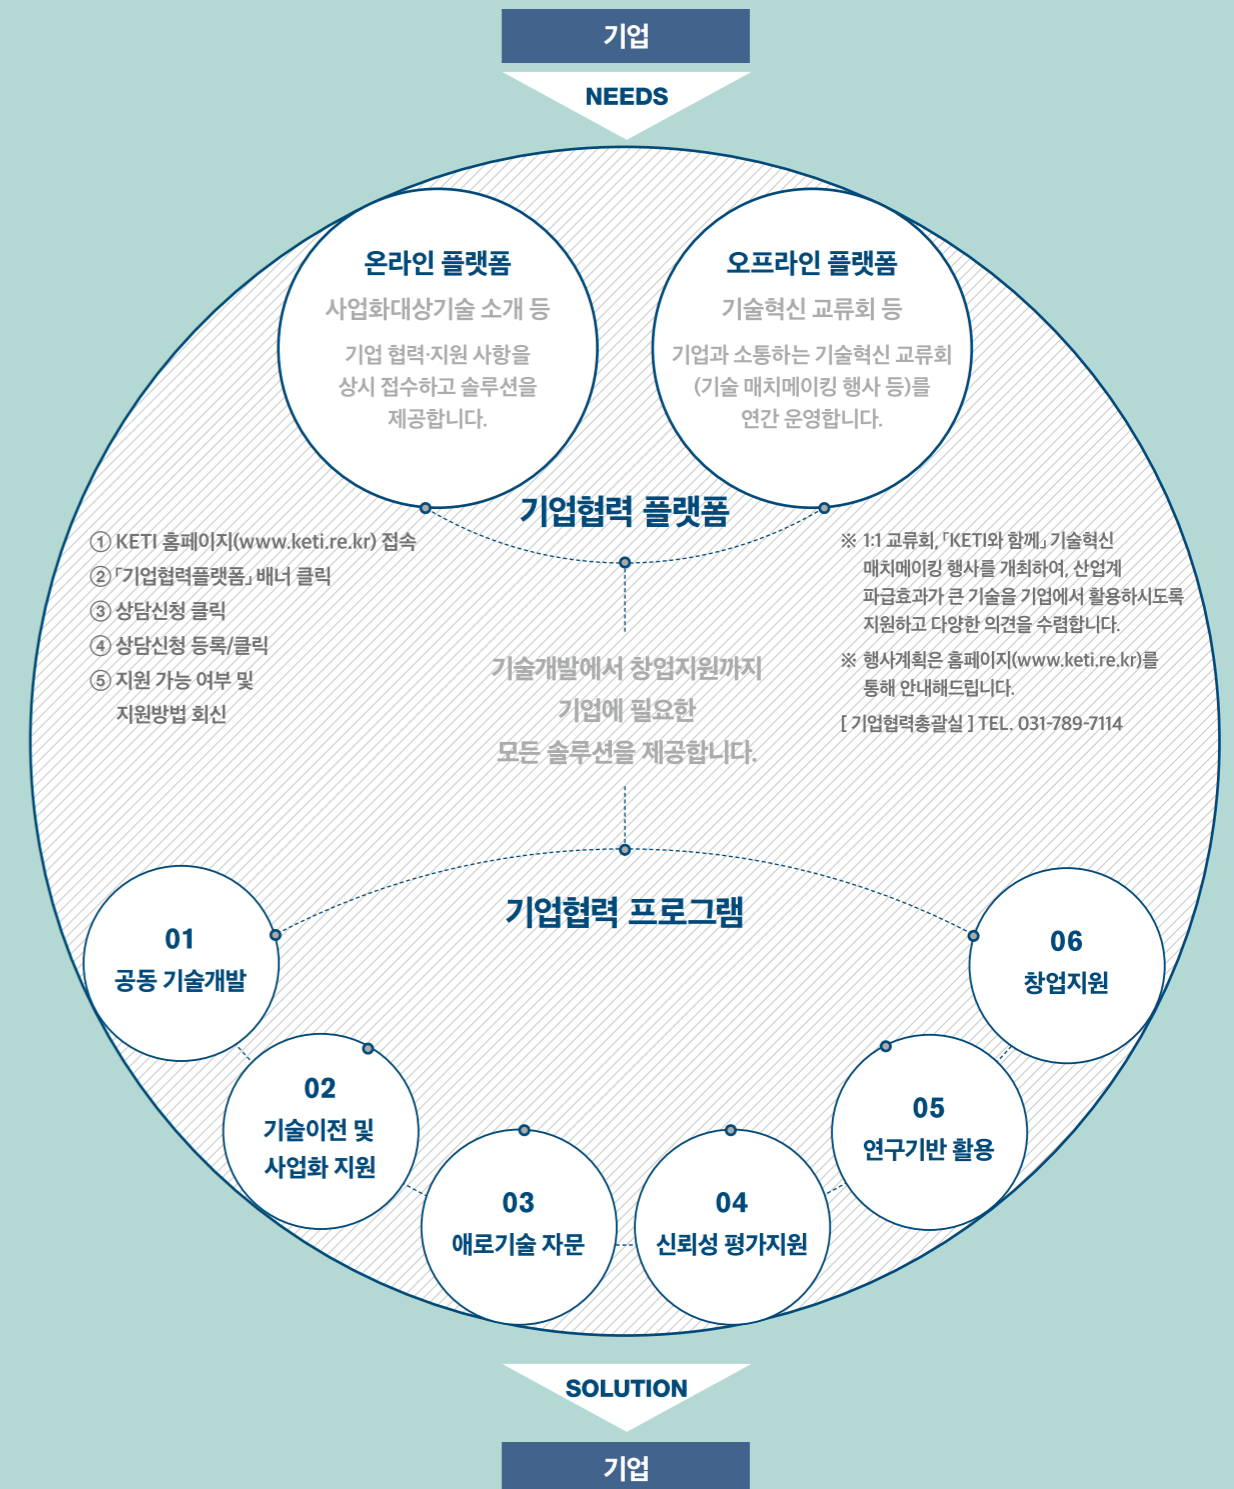 기업
NEEDS
온라인 플랫폼
사업화대상기술 소개 등
기업 협력·지원 사항을
상시 접수하고 솔루션을
제공합니다.
오프라인 플랫폼
기술혁신 교류회 등
기업과 소통하는 기술혁신 교류회
(기술 매치메이킹 행사 등)를
연간 운영합니다.
기업협력 플랫폼
① KETI 홈페이지(www.keti.re.kr) 접속
②「기업협력플랫폼」 배너 클릭
③ 상담신청 클릭
④ 상담신청 등록/클릭
⑤ 지원 가능 여부 및
지원방법 회신
※ 1:1 교류회, 「KETI와 함께」 기술혁신
매치메이킹 행사를 개최하여, 산업계
파급효과가 큰 기술을 기업에서 활용하시도록
지원하고 다양한 의견을 수렴합니다.
※ 행사계획은 홈페이지(www.keti.re.kr)를
통해 안내해드립니다.
[ 기업협력총괄실 ] TEL. 031-789-7114
기술개발에서 창업지원까지
기업에 필요한
모든 솔루션을 제공합니다.
기업협력 프로그램
01
공동 기술개발
02
기술이전 및
사업화 지원
03
애로기술 자문
04
신뢰성 평가지원
05
연구기반 활용
06
창업지원
SOLUTION
기업